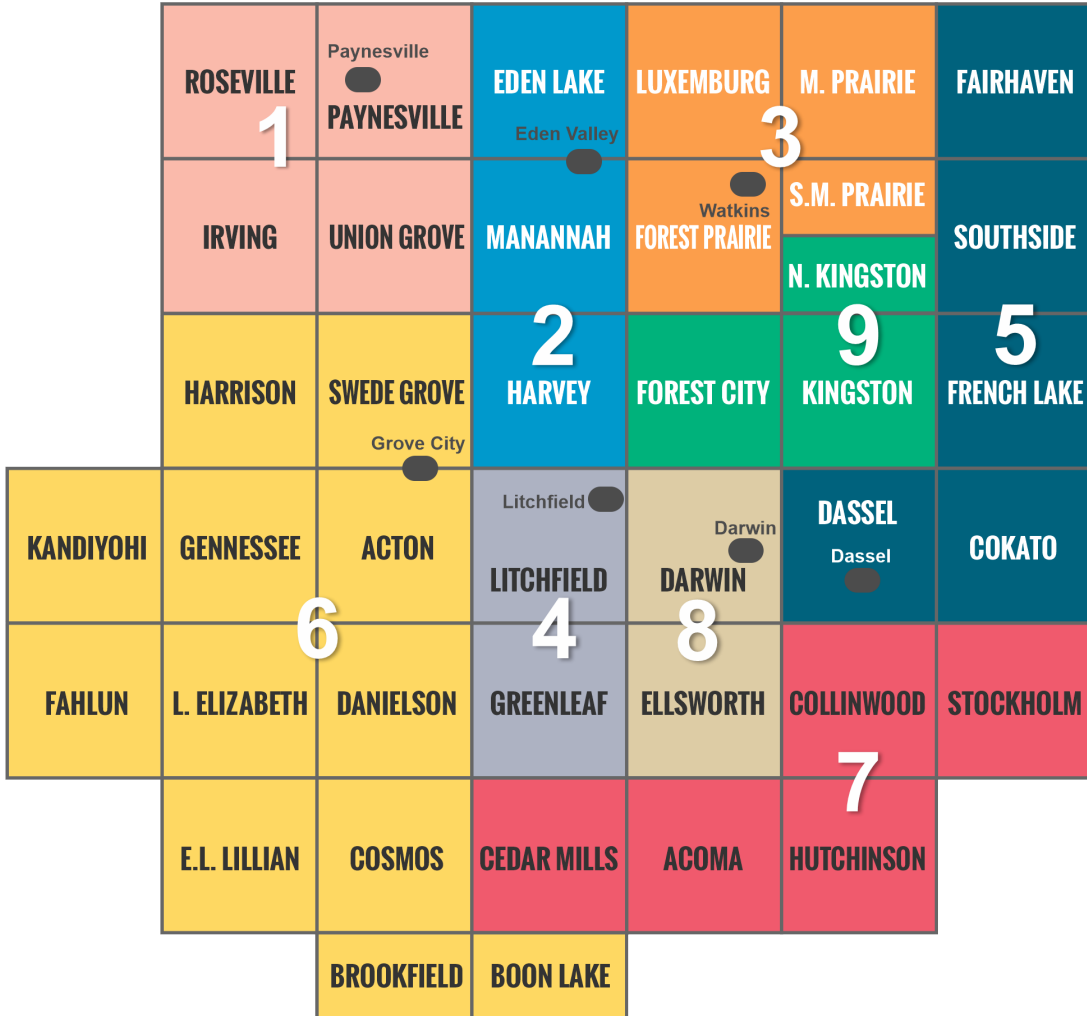 Paynesville
ROSEVILLE
EDEN LAKE
LUXEMBURG
M. PRAIRIE
FAIRHAVEN
PAYNESVILLE
1
Eden Valley
3
S.M. PRAIRIE
Watkins
IRVING
UNION GROVE
MANANNAH
FOREST PRAIRIE
SOUTHSIDE
N. KINGSTON
2
9
5
HARRISON
SWEDE GROVE
HARVEY
FOREST CITY
KINGSTON
FRENCH LAKE
Grove City
Litchfield
DASSEL
Darwin
KANDIYOHI
GENNESSEE
ACTON
COKATO
Dassel
LITCHFIELD
DARWIN
6
4
8
FAHLUN
L. ELIZABETH
DANIELSON
GREENLEAF
ELLSWORTH
COLLINWOOD
STOCKHOLM
7
E.L. LILLIAN
COSMOS
CEDAR MILLS
ACOMA
HUTCHINSON
BROOKFIELD
BOON LAKE